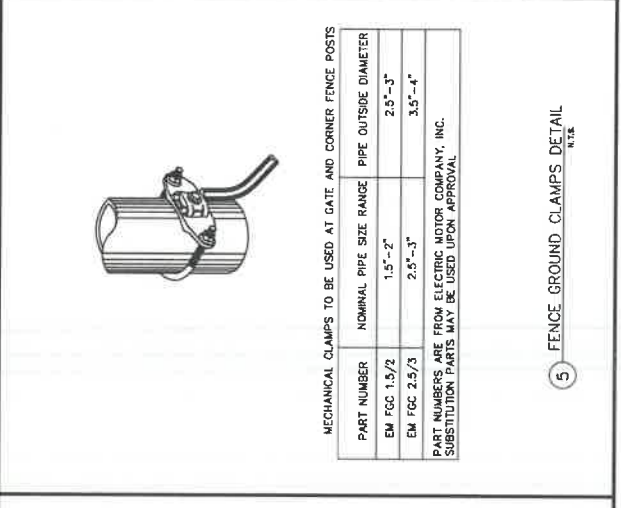 MECHANICAL CLAMPS TO BE USED AT GATE AND CORNER FENCE POSTS
PART NUMBER NOMINAL PIPE SIZE RANGE PIPE OUTSIDE DIAMETER
EM FGC 1.5/2 1.5"-2" 2.5"-3"
EM FGC 2.5/3 2.5"-3" 3.5"-4"
PART NUMBERS ARE FROM ELECTRIC MOTOR COMPANY, INC.
SUBSTITUTION PARTS MAY BE USED UPON APPROVAL
5 FENCE GROUND CLAMPS DETAIL
N.T.S.